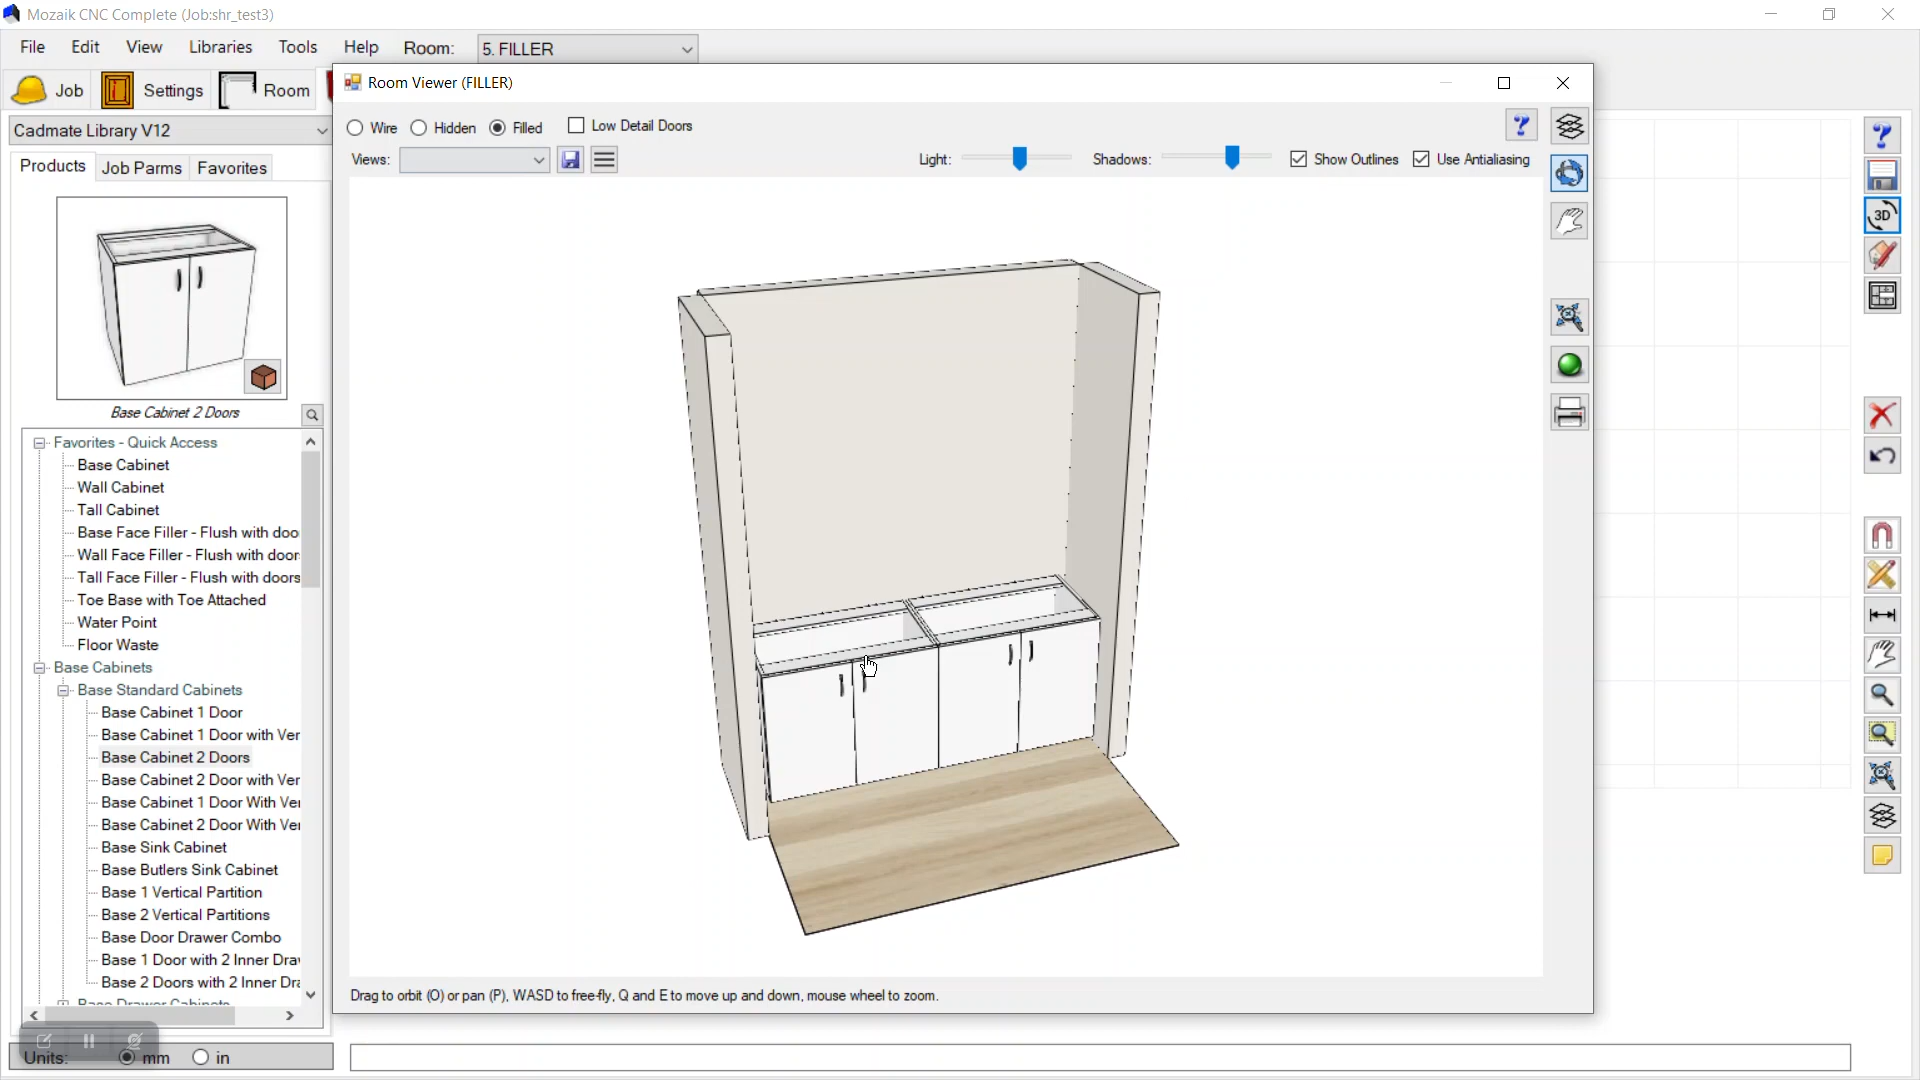 Mozaik CNC Complete (Job:shr_test3)
File Edit View Libraries Tools Help Room: 5. FILLER
Job Settings Room
Room Viewer (FILLER)
Cadmate Library V12
Wire Hidden Filled Low Detail Doors
Views: Light: Shadows: Show Outlines Use Antialiasing
Products Job Parms Favorites
3D
Base Cabinet 2 Doors
Favorites - Quick Access
Base Cabinet
Wall Cabinet
Tall Cabinet
Base Face Filler - Flush with doo
Wall Face Filler - Flush with door
Tall Face Filler - Flush with doors
Toe Base with Toe Attached
Water Point
Floor Waste
Base Cabinets
Base Standard Cabinets
Base Cabinet 1 Door
Base Cabinet 1 Door with Ver
Base Cabinet 2 Doors
Base Cabinet 2 Door with Ver
Base Cabinet 1 Door With Ver
Base Cabinet 2 Door With Ver
Base Sink Cabinet
Base Butlers Sink Cabinet
Base 1 Vertical Partition
Base 2 Vertical Partitions
Base Door Drawer Combo
Base 1 Door with 2 Inner Dra
Base 2 Doors with 2 Inner Dra
Base Drawer Cabinets
Drag to orbit (O) or pan (P), WASD to free-fly, Q and E to move up and down, mouse wheel to zoom.
Units: mm in